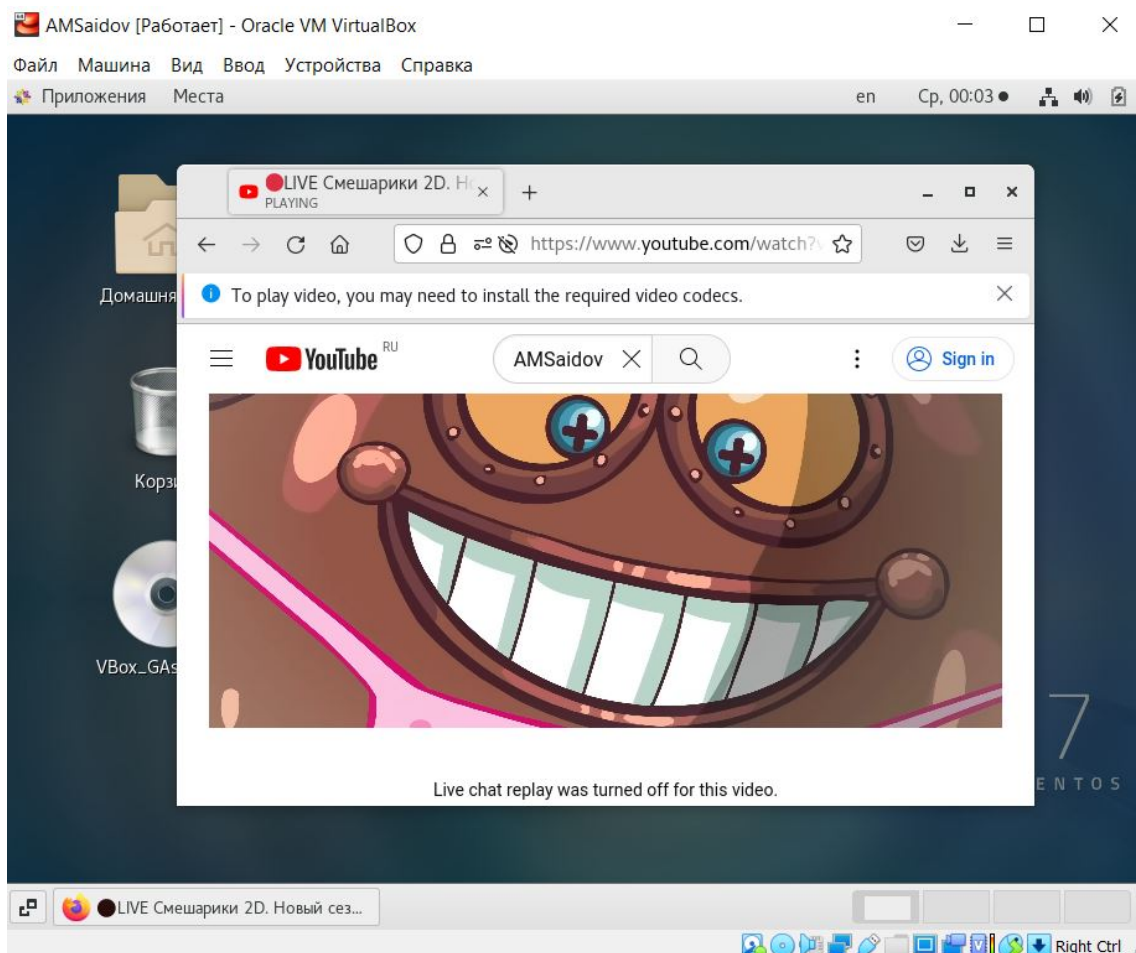 AMSaidov [Работает] - Oracle VM VirtualBox
Файл Машина Вид Ввод Устройства Справка
Приложения Места en Ср, 00:03
LIVE Смешарики 2D. Но
PLAYING
https://www.youtube.com/watch?v
Домашня
To play video, you may need to install the required video codecs.
YouTube RU AMSaidov Sign in
Корзи
VBox_GAs
7
ENTOS
Live chat replay was turned off for this video.
LIVE Смешарики 2D. Новый сез...
Right Ctrl